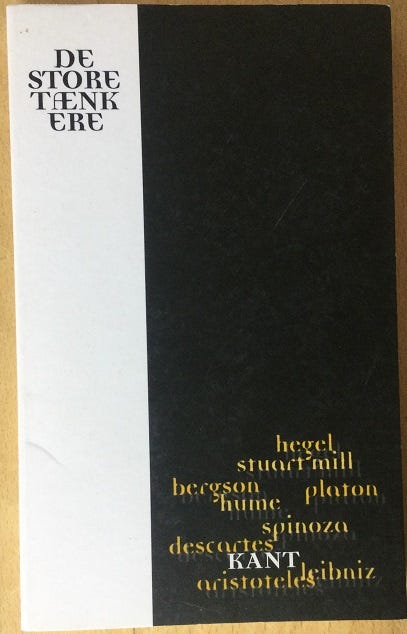 DE
STORE
TÆNK
ERE
hegel
stuart mill
bergson platon
hume
spinoza
descartes
KANT
leibniz
aristoteles